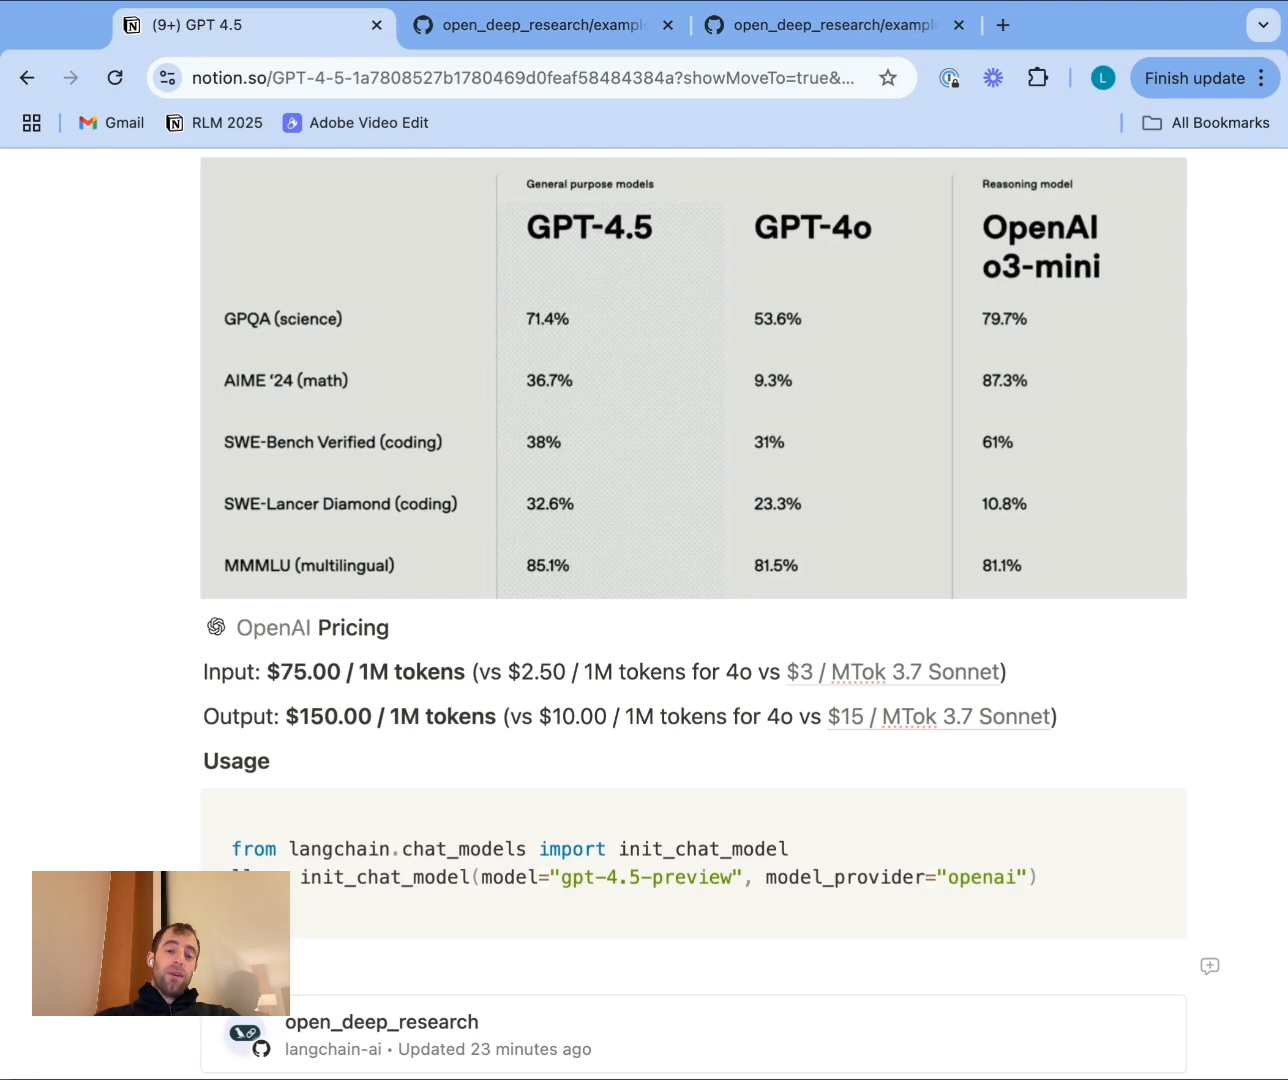 (9+) GPT 4.5
open_deep_research/exampl
open_deep_research/exampl
notion.so/GPT-4-5-1a7808527b1780469d0feaf58484384a?showMoveTo=true&...
L
Finish update
Gmail
RLM 2025
Adobe Video Edit
All Bookmarks
General purpose models
Reasoning model
GPT-4.5
GPT-4o
OpenAI
o3-mini
GPQA (science) 71.4% 53.6% 79.7%
AIME ‘24 (math) 36.7% 9.3% 87.3%
SWE-Bench Verified (coding) 38% 31% 61%
SWE-Lancer Diamond (coding) 32.6% 23.3% 10.8%
MMMLU (multilingual) 85.1% 81.5% 81.1%
OpenAI Pricing
Input: $75.00 / 1M tokens (vs $2.50 / 1M tokens for 4o vs $3 / MTok 3.7 Sonnet)
Output: $150.00 / 1M tokens (vs $10.00 / 1M tokens for 4o vs $15 / MTok 3.7 Sonnet)
Usage
from langchain.chat_models import init_chat_model
init_chat_model(model="gpt-4.5-preview", model_provider="openai")
open_deep_research
langchain-ai • Updated 23 minutes ago